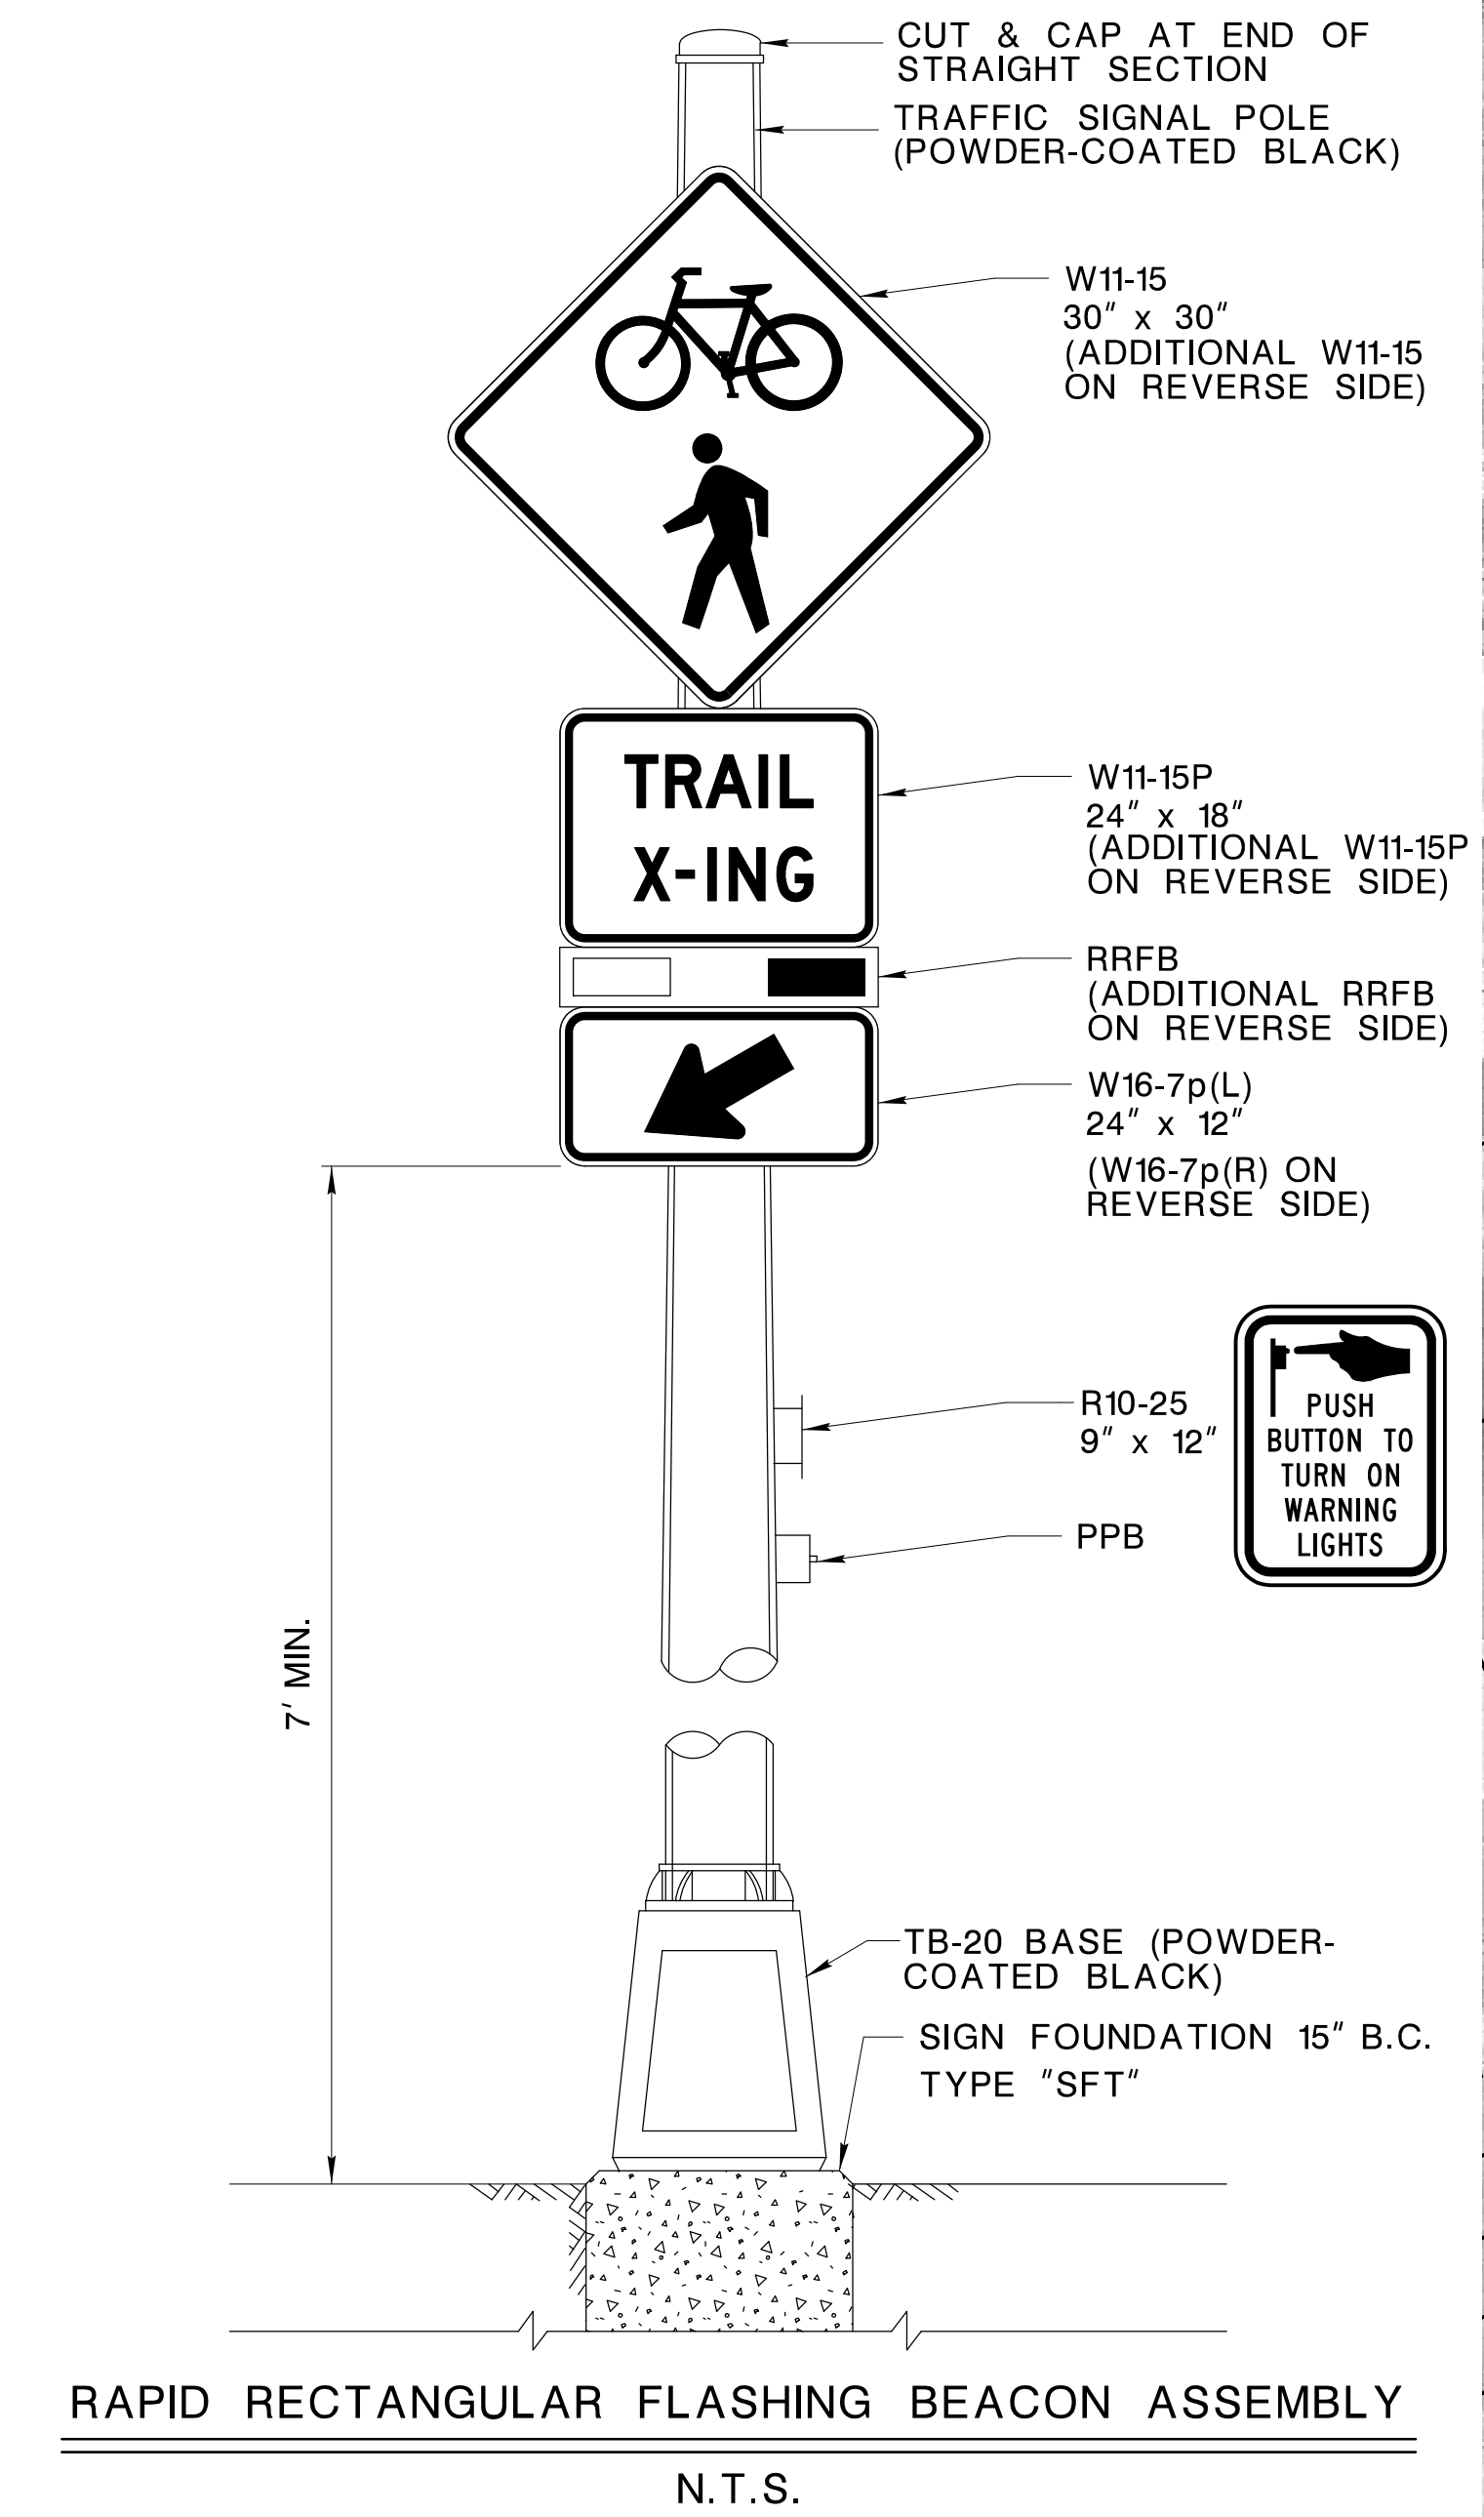 CUT & CAP AT END OF
STRAIGHT SECTION
TRAFFIC SIGNAL POLE
(POWDER-COATED BLACK)
W11-15
30" x 30"
(ADDITIONAL W11-15
ON REVERSE SIDE)
TRAIL
X-ING
W11-15P
24" x 18"
(ADDITIONAL W11-15P
ON REVERSE SIDE)
RRFB
(ADDITIONAL RRFB
ON REVERSE SIDE)
W16-7p(L)
24" x 12"
(W16-7p(R) ON
REVERSE SIDE)
R10-25
9" x 12"
PUSH
BUTTON TO
TURN ON
WARNING
LIGHTS
PPB
7' MIN.
TB-20 BASE (POWDER-
COATED BLACK)
SIGN FOUNDATION 15" B.C.
TYPE "SFT"
RAPID RECTANGULAR FLASHING BEACON ASSEMBLY
N.T.S.